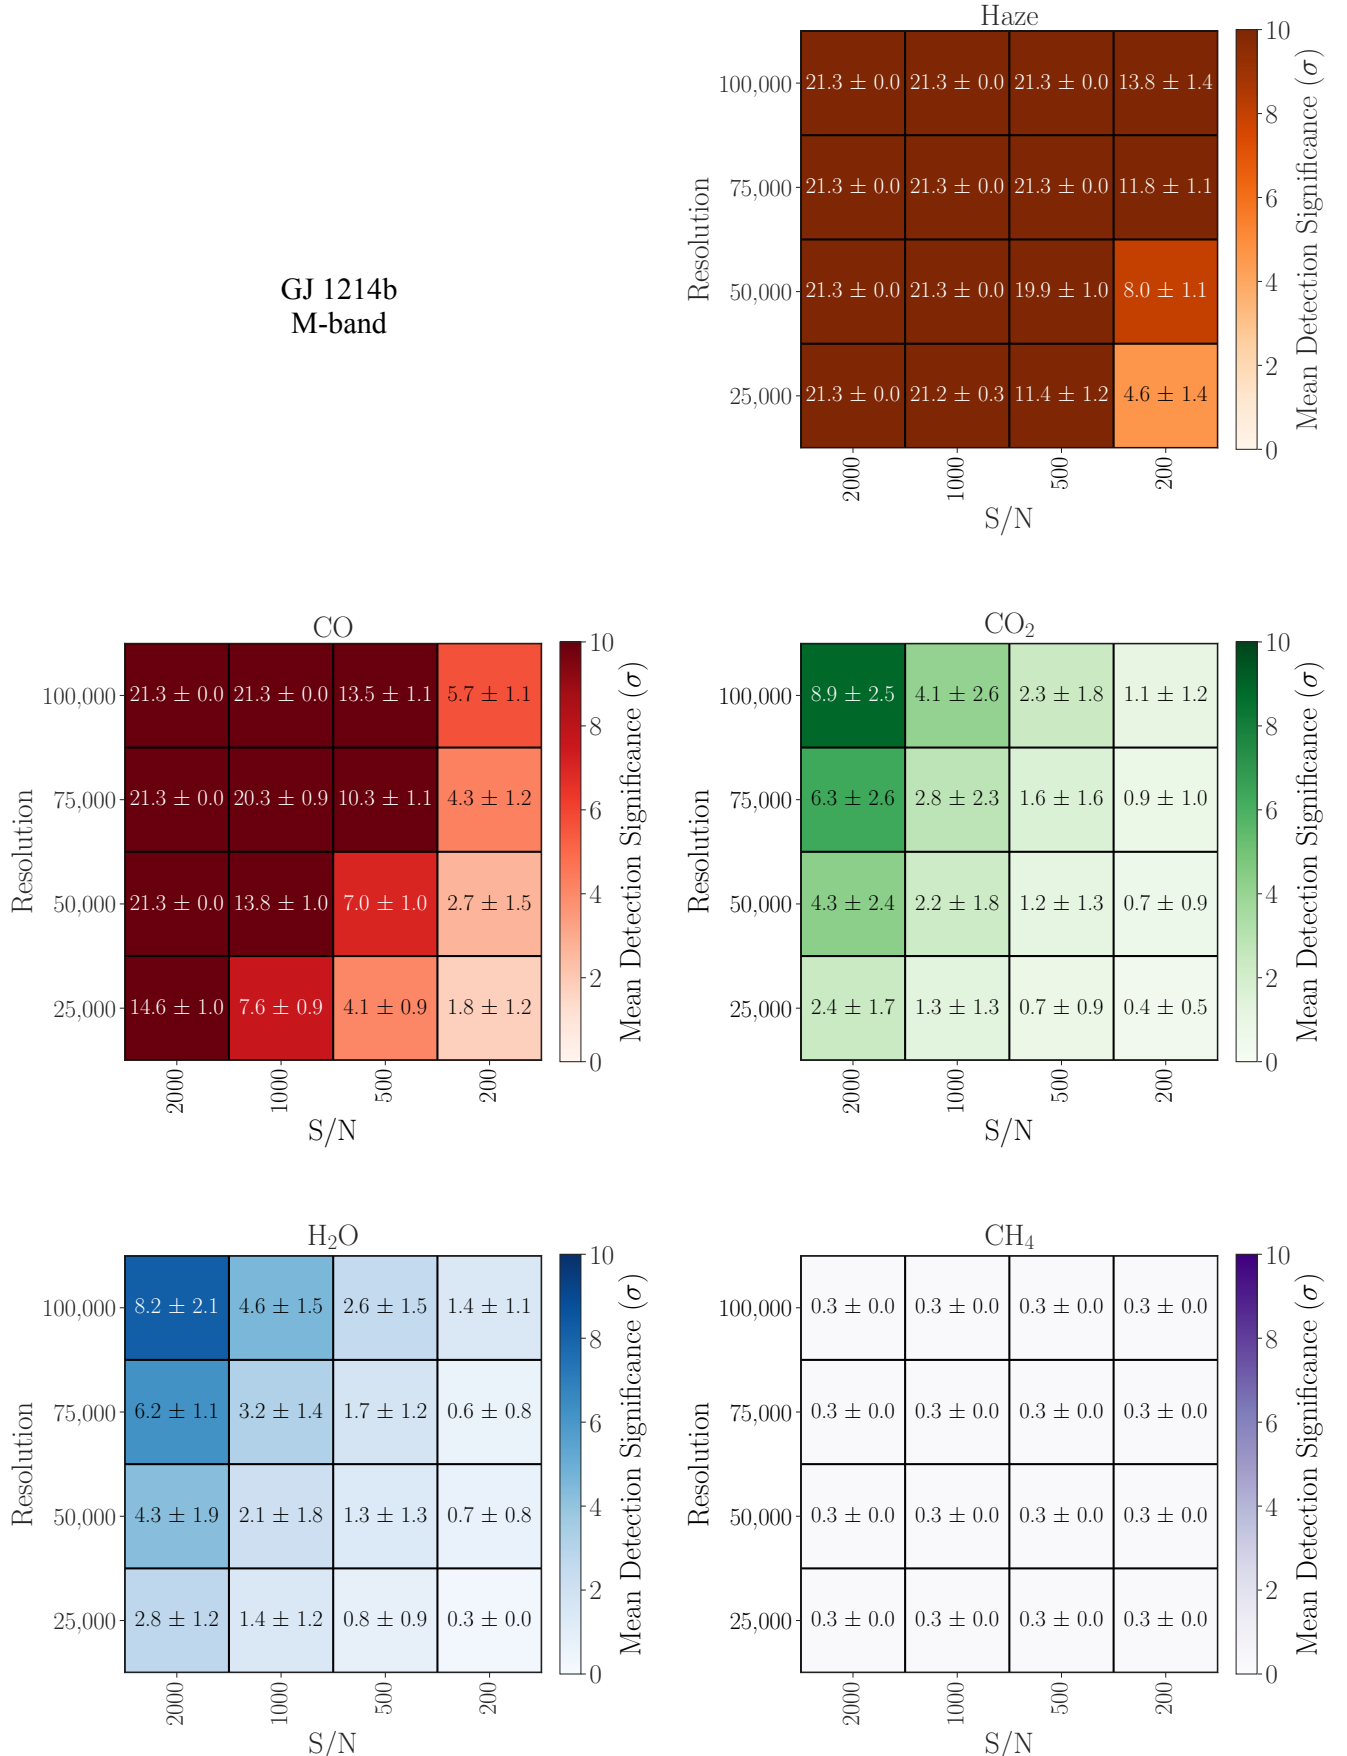 GJ 1214b
M-band
Haze
Resolution
100,000 21.3 ± 0.0 21.3 ± 0.0 21.3 ± 0.0 13.8 ± 1.4
75,000 21.3 ± 0.0 21.3 ± 0.0 21.3 ± 0.0 11.8 ± 1.1
50,000 21.3 ± 0.0 21.3 ± 0.0 19.9 ± 1.0 8.0 ± 1.1
25,000 21.3 ± 0.0 21.2 ± 0.3 11.4 ± 1.2 4.6 ± 1.4
2000 1000 500 200
S/N
10
8
6
4
2
0
Mean Detection Significance (σ)
CO
Resolution
100,000 21.3 ± 0.0 21.3 ± 0.0 13.5 ± 1.1 5.7 ± 1.1
75,000 21.3 ± 0.0 20.3 ± 0.9 10.3 ± 1.1 4.3 ± 1.2
50,000 21.3 ± 0.0 13.8 ± 1.0 7.0 ± 1.0 2.7 ± 1.5
25,000 14.6 ± 1.0 7.6 ± 0.9 4.1 ± 0.9 1.8 ± 1.2
2000 1000 500 200
S/N
10
8
6
4
2
0
Mean Detection Significance (σ)
CO₂
Resolution
100,000 8.9 ± 2.5 4.1 ± 2.6 2.3 ± 1.8 1.1 ± 1.2
75,000 6.3 ± 2.6 2.8 ± 2.3 1.6 ± 1.6 0.9 ± 1.0
50,000 4.3 ± 2.4 2.2 ± 1.8 1.2 ± 1.3 0.7 ± 0.9
25,000 2.4 ± 1.7 1.3 ± 1.3 0.7 ± 0.9 0.4 ± 0.5
2000 1000 500 200
S/N
10
8
6
4
2
0
Mean Detection Significance (σ)
H₂O
Resolution
100,000 8.2 ± 2.1 4.6 ± 1.5 2.6 ± 1.5 1.4 ± 1.1
75,000 6.2 ± 1.1 3.2 ± 1.4 1.7 ± 1.2 0.6 ± 0.8
50,000 4.3 ± 1.9 2.1 ± 1.8 1.3 ± 1.3 0.7 ± 0.8
25,000 2.8 ± 1.2 1.4 ± 1.2 0.8 ± 0.9 0.3 ± 0.0
2000 1000 500 200
S/N
10
8
6
4
2
0
Mean Detection Significance (σ)
CH₄
Resolution
100,000 0.3 ± 0.0 0.3 ± 0.0 0.3 ± 0.0 0.3 ± 0.0
75,000 0.3 ± 0.0 0.3 ± 0.0 0.3 ± 0.0 0.3 ± 0.0
50,000 0.3 ± 0.0 0.3 ± 0.0 0.3 ± 0.0 0.3 ± 0.0
25,000 0.3 ± 0.0 0.3 ± 0.0 0.3 ± 0.0 0.3 ± 0.0
2000 1000 500 200
S/N
10
8
6
4
2
0
Mean Detection Significance (σ)